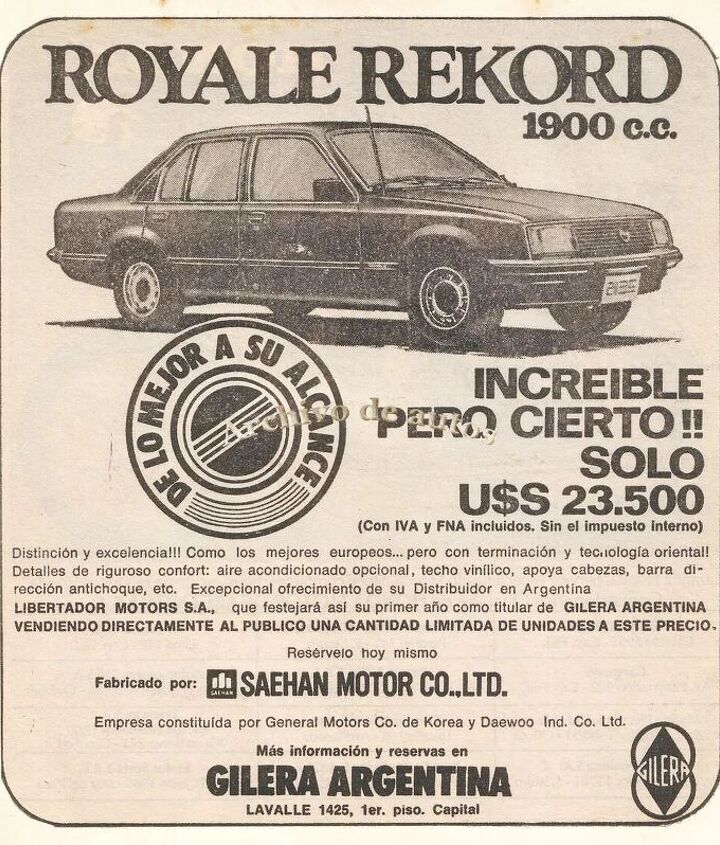 ROYALE REKORD
1900 c.c.
DE LO MEJOR A SU ALCANCE
Archivo de autos
INCREIBLE
PERO CIERTO!!
SOLO
U$S 23.500
(Con IVA y FNA incluidos. Sin el impuesto interno)
Distinción y excelencia!!! Como los mejores europeos... pero con terminación y tecnología oriental!
Detalles de riguroso confort: aire acondicionado opcional, techo vinílico, apoya cabezas, barra di-
rección antichoque, etc. Excepcional ofrecimiento de su Distribuidor en Argentina
LIBERTADOR MOTORS S.A., que festejará así su primer año como titular de GILERA ARGENTINA
VENDIENDO DIRECTAMENTE AL PUBLICO UNA CANTIDAD LIMITADA DE UNIDADES A ESTE PRECIO.
Resérvelo hoy mismo
Fabricado por: SAEHAN SAEHAN MOTOR CO.,LTD.
Empresa constituída por General Motors Co. de Korea y Daewoo Ind. Co. Ltd.
Más información y reservas en
GILERA ARGENTINA
LAVALLE 1425, 1er. piso. Capital
GILERA